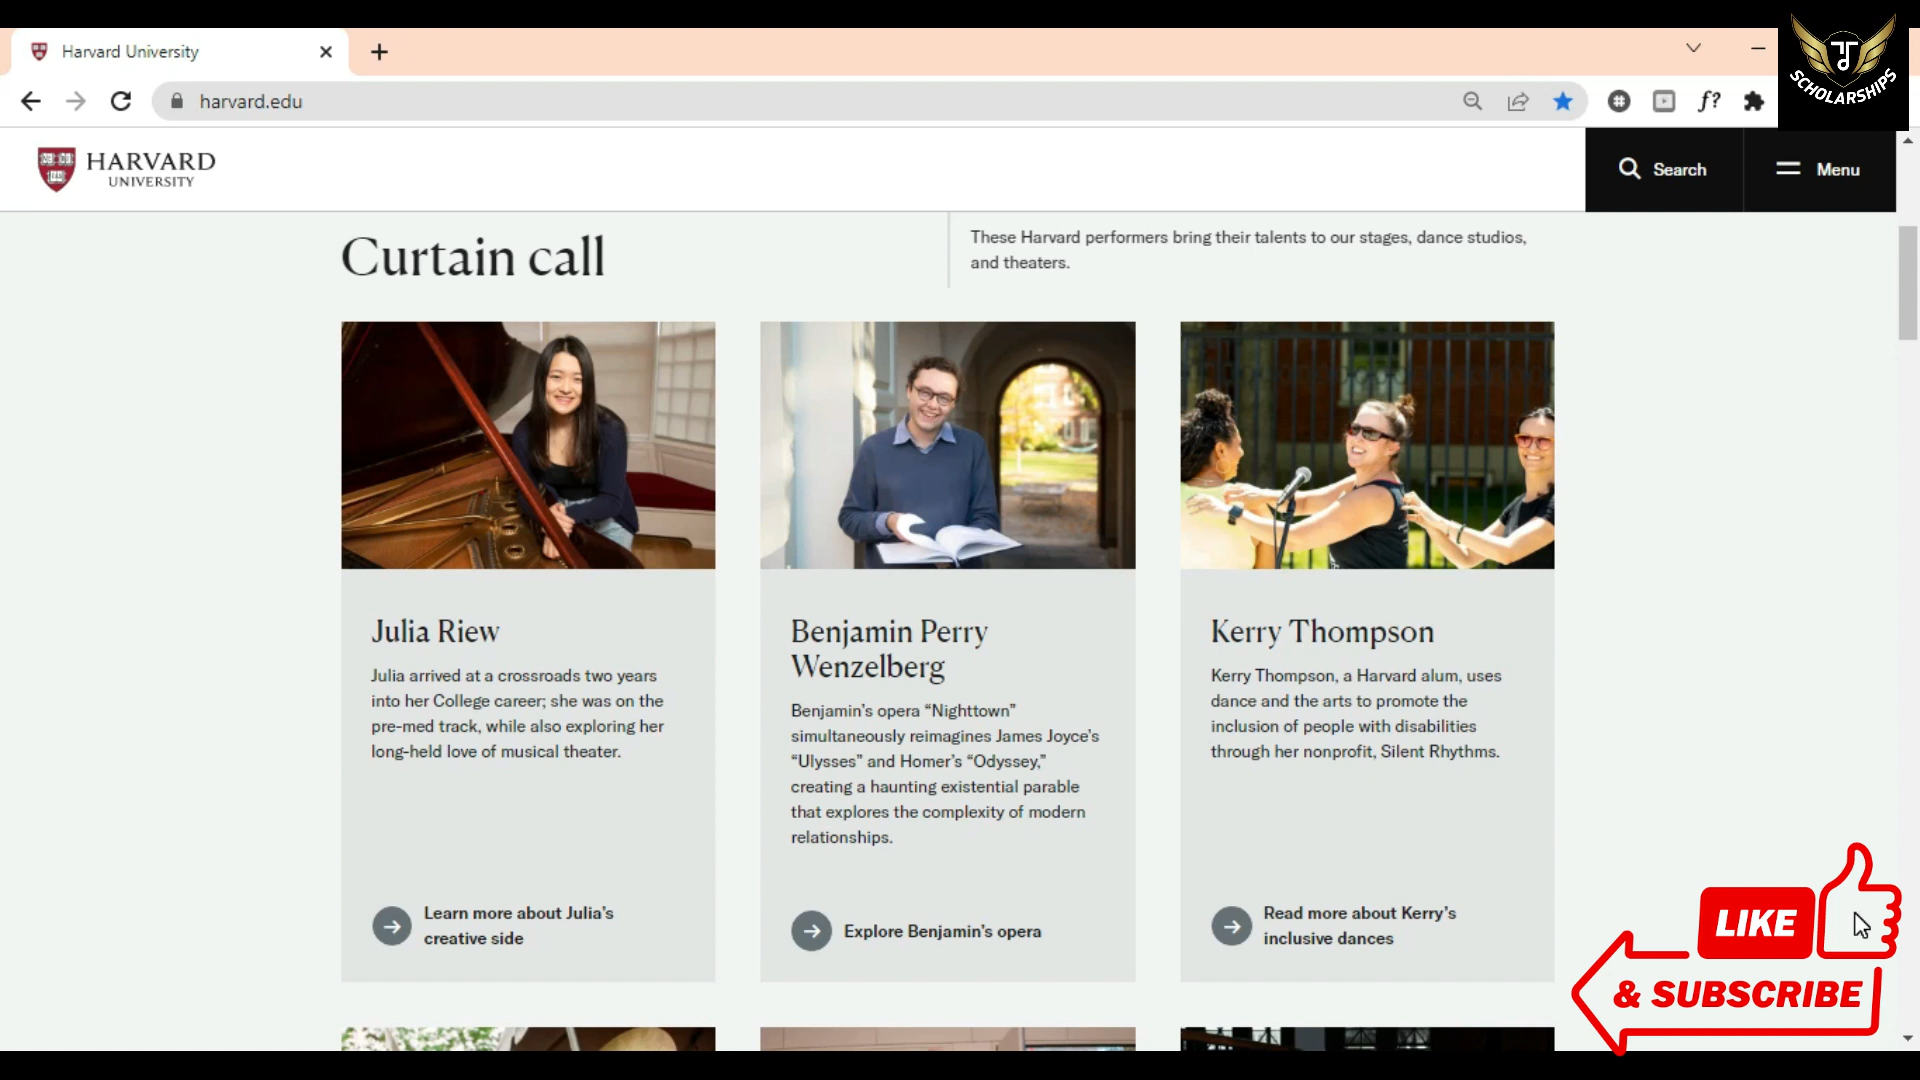 Harvard University
harvard.edu
f?
JT
SCHOLARSHIPS
HARVARD
UNIVERSITY
Search
Menu
Curtain call
These Harvard performers bring their talents to our stages, dance studios,
and theaters.
Julia Riew
Julia arrived at a crossroads two years
into her College career; she was on the
pre-med track, while also exploring her
long-held love of musical theater.
Learn more about Julia’s
creative side
Benjamin Perry
Wenzelberg
Benjamin’s opera “Nighttown”
simultaneously reimagines James Joyce’s
“Ulysses” and Homer’s “Odyssey,”
creating a haunting existential parable
that explores the complexity of modern
relationships.
Explore Benjamin’s opera
Kerry Thompson
Kerry Thompson, a Harvard alum, uses
dance and the arts to promote the
inclusion of people with disabilities
through her nonprofit, Silent Rhythms.
Read more about Kerry’s
inclusive dances
LIKE
& SUBSCRIBE